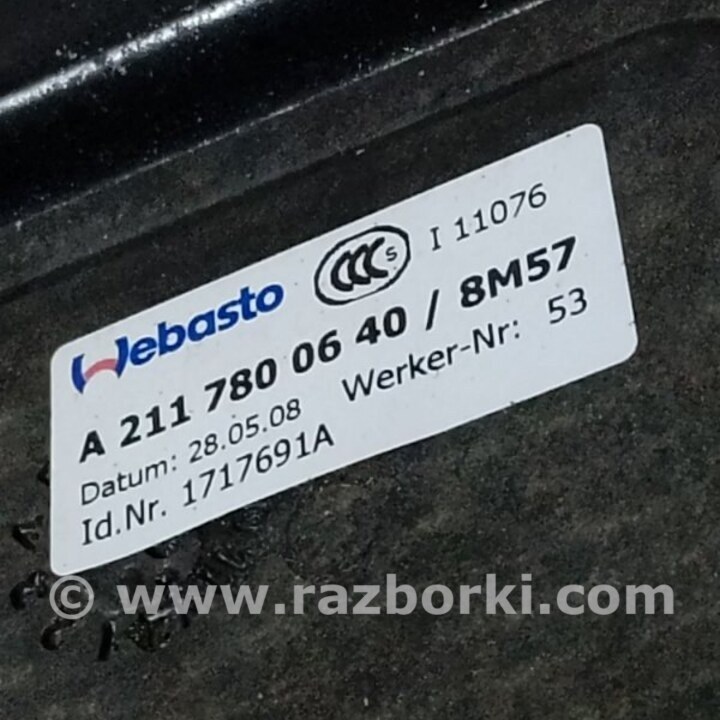 Webasto CCC S I 11076
A 211 780 06 40 / 8M57
Datum: 28.05.08 Werker-Nr: 53
Id.Nr. 1717691A
© www.razborki.com